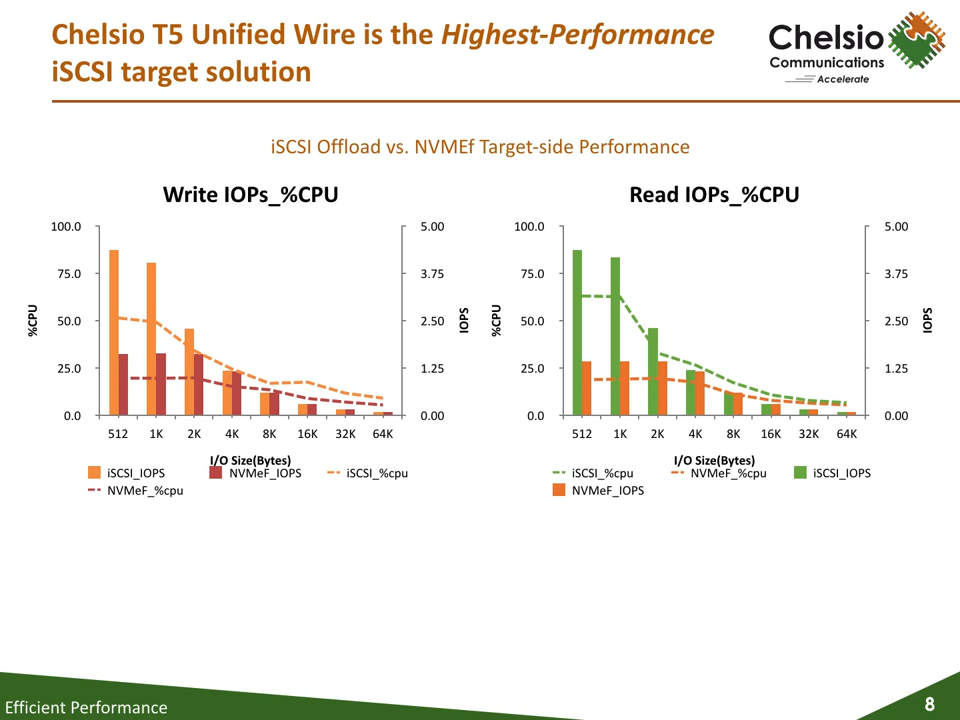 Chelsio T5 Unified Wire is the Highest-Performance
iSCSI target solution
Chelsio
Communications
Accelerate
iSCSI Offload vs. NVMEf Target-side Performance
Write IOPs_%CPU
100.0
75.0
50.0
25.0
0.0
%CPU
5.00
3.75
2.50
1.25
0.00
IOPS
512 1K 2K 4K 8K 16K 32K 64K
I/O Size(Bytes)
iSCSI_IOPS NVMeF_IOPS iSCSI_%cpu
NVMeF_%cpu
Read IOPs_%CPU
100.0
75.0
50.0
25.0
0.0
%CPU
5.00
3.75
2.50
1.25
0.00
IOPS
512 1K 2K 4K 8K 16K 32K 64K
I/O Size(Bytes)
iSCSI_%cpu NVMeF_%cpu iSCSI_IOPS
NVMeF_IOPS
Efficient Performance
8